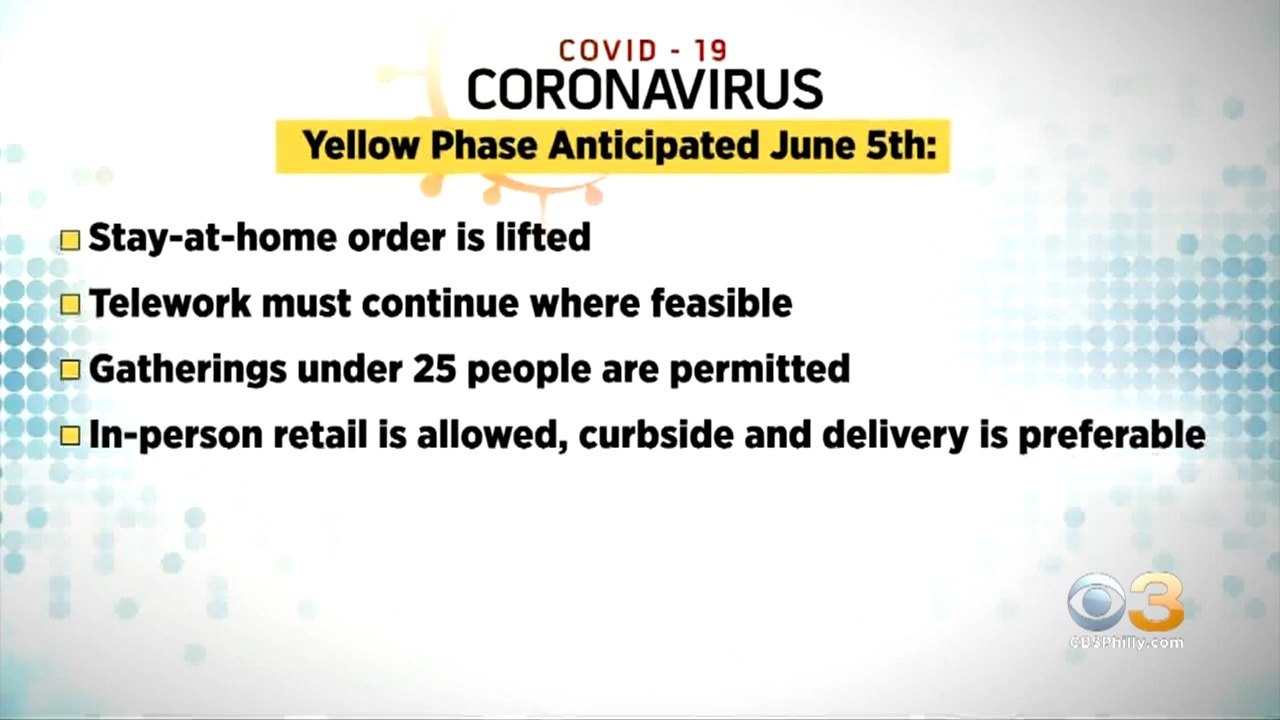 COVID - 19
CORONAVIRUS
Yellow Phase Anticipated June 5th:
Stay-at-home order is lifted
Telework must continue where feasible
Gatherings under 25 people are permitted
In-person retail is allowed, curbside and delivery is preferable
3
CBSPhilly.com